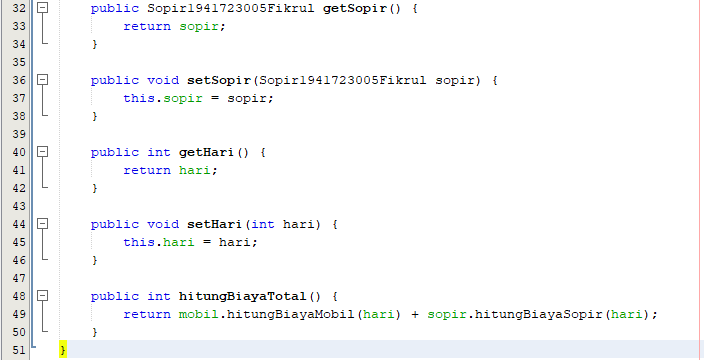 32 public Sopir1941723005Fikrul getSopir() {
33 return sopir;
34 }
35
36 public void setSopir(Sopir1941723005Fikrul sopir) {
37 this.sopir = sopir;
38 }
39
40 public int getHari() {
41 return hari;
42 }
43
44 public void setHari(int hari) {
45 this.hari = hari;
46 }
47
48 public int hitungBiayaTotal() {
49 return mobil.hitungBiayaMobil(hari) + sopir.hitungBiayaSopir(hari);
50 }
51 }